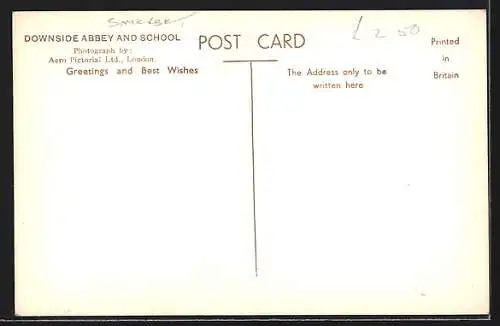 SOMERSET
£2.50
DOWNSIDE ABBEY AND SCHOOL
Photograph by:
Aero Pictorial Ltd., London.
Greetings and Best Wishes
POST CARD
The Address only to be
written here
Printed
in
Britain